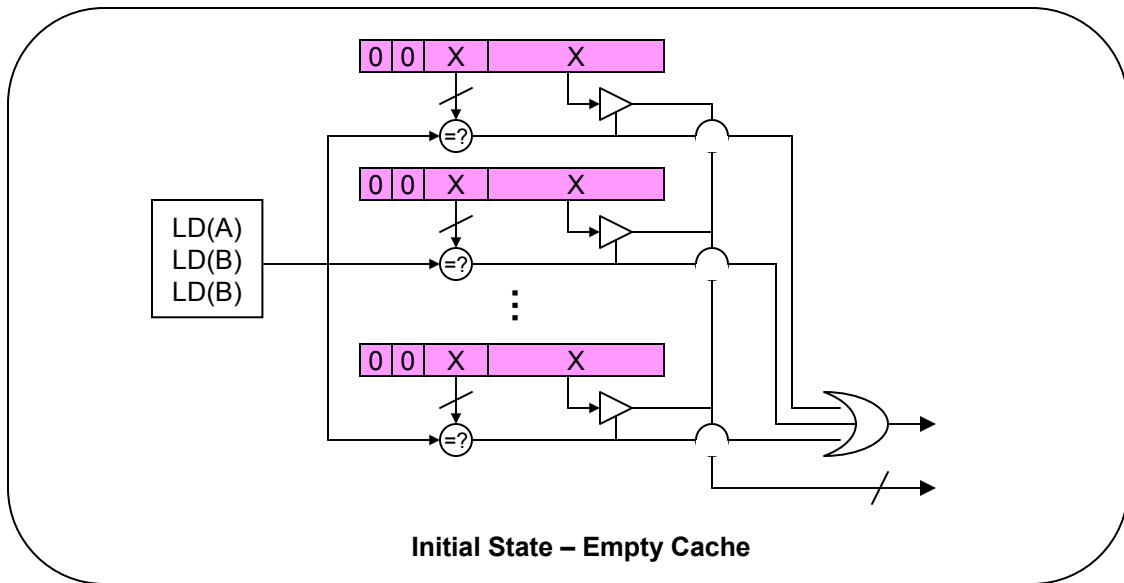 0 0 X X
=?
0 0 X X
LD(A)
LD(B)
LD(B)
=?
⋮
0 0 X X
=?
Initial State – Empty Cache